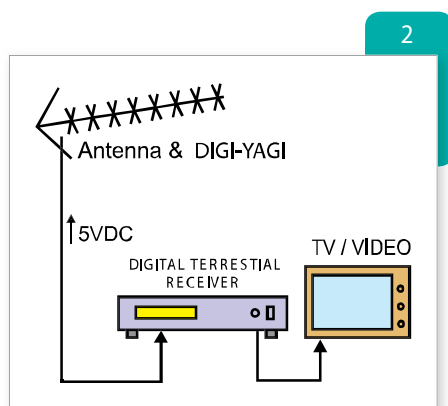 2
Antenna & DIGI-YAGI
5VDC
TV / VIDEO
DIGITAL TERRESTIAL
RECEIVER